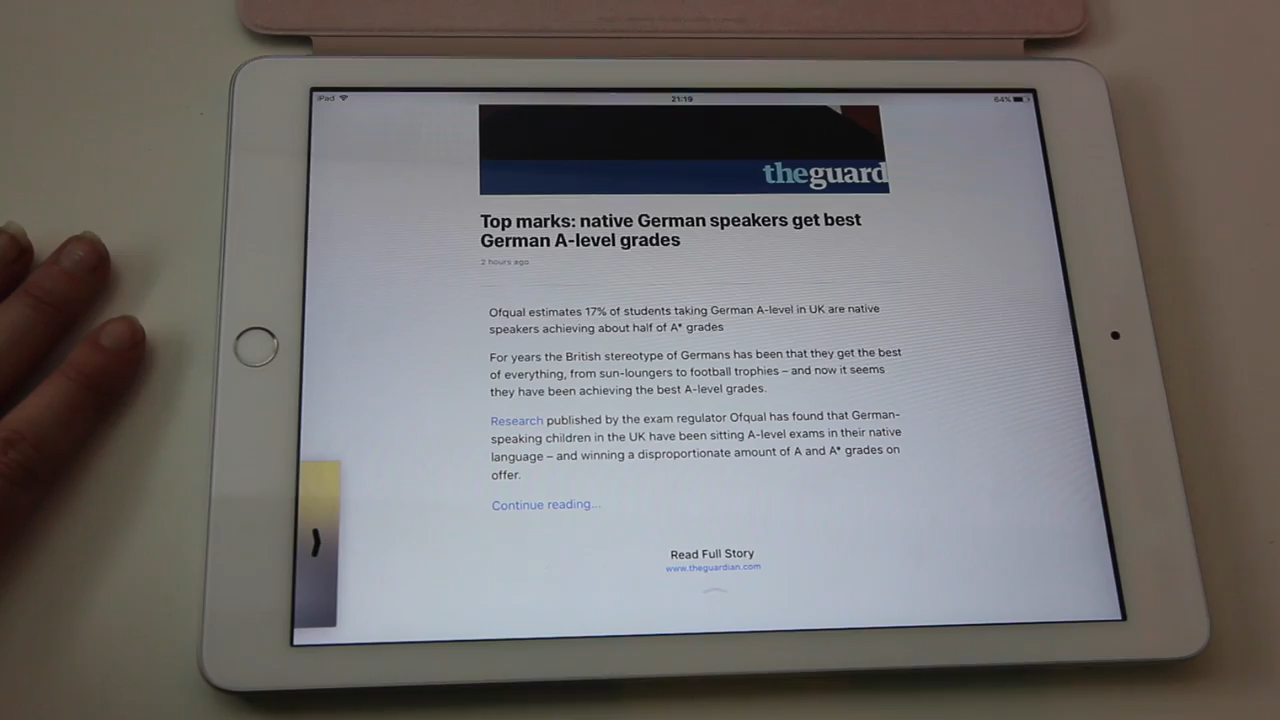 iPad 21:19 64%
theguard
Top marks: native German speakers get best
German A-level grades
2 hours ago
Ofqual estimates 17% of students taking German A-level in UK are native
speakers achieving about half of A* grades
For years the British stereotype of Germans has been that they get the best
of everything, from sun-loungers to football trophies – and now it seems
they have been achieving the best A-level grades.
Research published by the exam regulator Ofqual has found that German-
speaking children in the UK have been sitting A-level exams in their native
language – and winning a disproportionate amount of A and A* grades on
offer.
Continue reading...
Read Full Story
www.theguardian.com